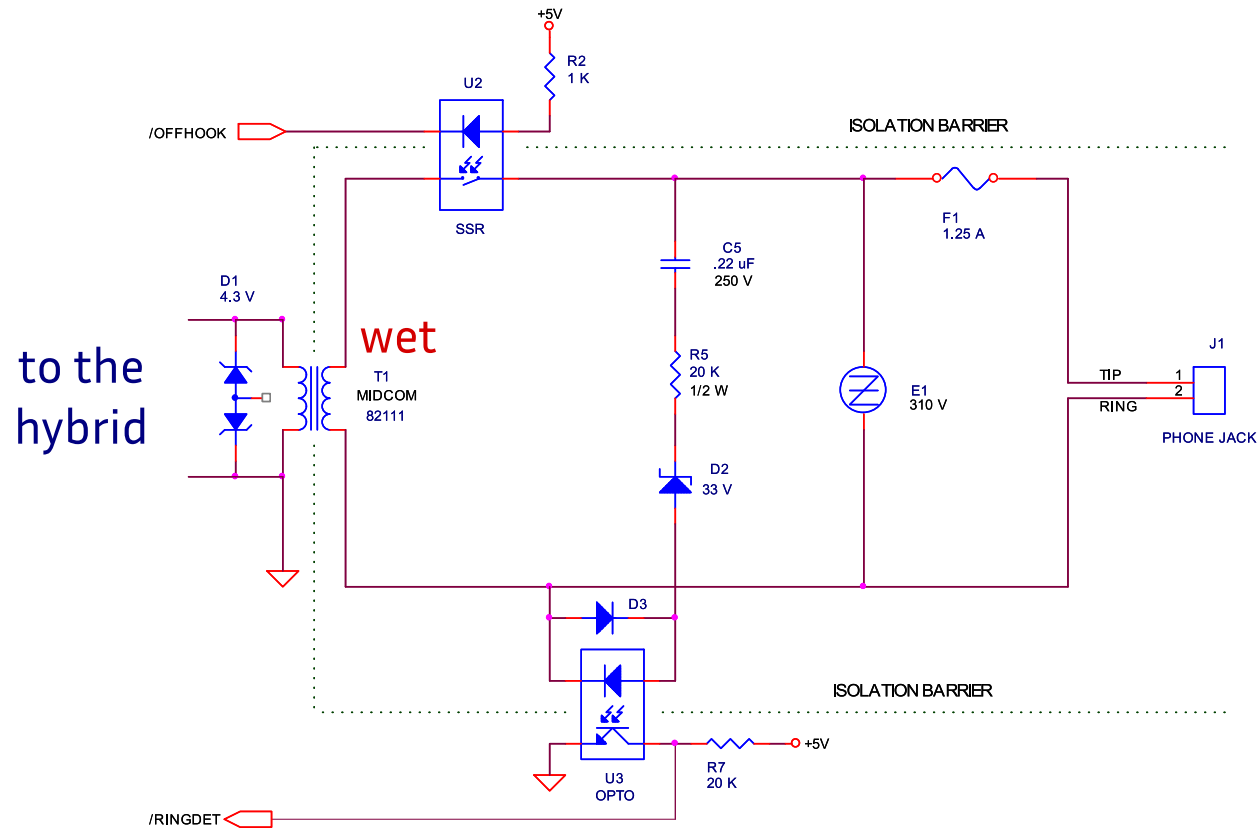 +5V
R2
1 K
U2
/OFFHOOK
ISOLATION BARRIER
SSR
F1
1.25 A
C5
.22 uF
250 V
D1
4.3 V
wet
to the
hybrid
T1
MIDCOM
82111
R5
20 K
1/2 W
J1
TIP
1
2
RING
E1
310 V
PHONE JACK
D2
33 V
D3
ISOLATION BARRIER
+5V
U3
OPTO
R7
20 K
/RINGDET